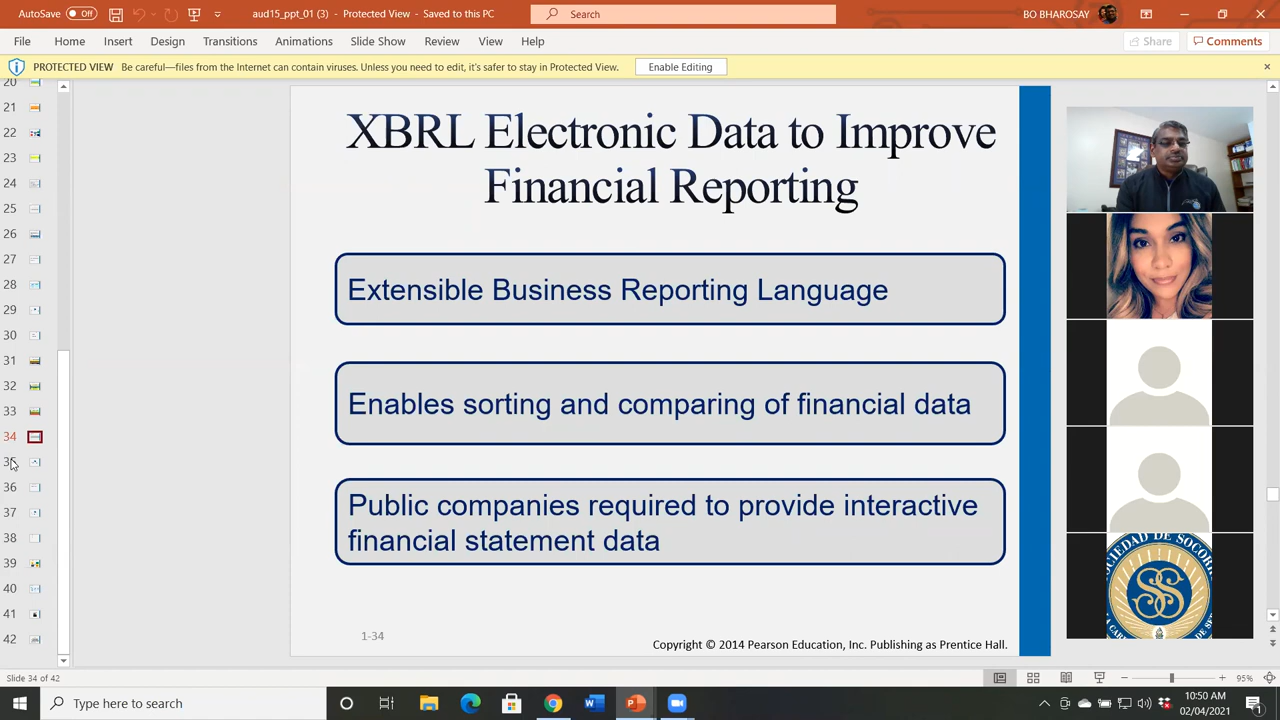 AutoSave Off aud15_ppt_01 (3) - Protected View - Saved to this PC Search BO BHAROSAY
File Home Insert Design Transitions Animations Slide Show Review View Help Share Comments
PROTECTED VIEW Be careful—files from the Internet can contain viruses. Unless you need to edit, it's safer to stay in Protected View. Enable Editing
20
21
22
23
24
25
26
27
28
29
30
31
32
33
34
36
37
38
39
40
41
42
XBRL Electronic Data to Improve
Financial Reporting
Extensible Business Reporting Language
Enables sorting and comparing of financial data
Public companies required to provide interactive
financial statement data
1-34
Copyright © 2014 Pearson Education, Inc. Publishing as Prentice Hall.
Slide 34 of 42 95%
Type here to search
10:50 AM
02/04/2021